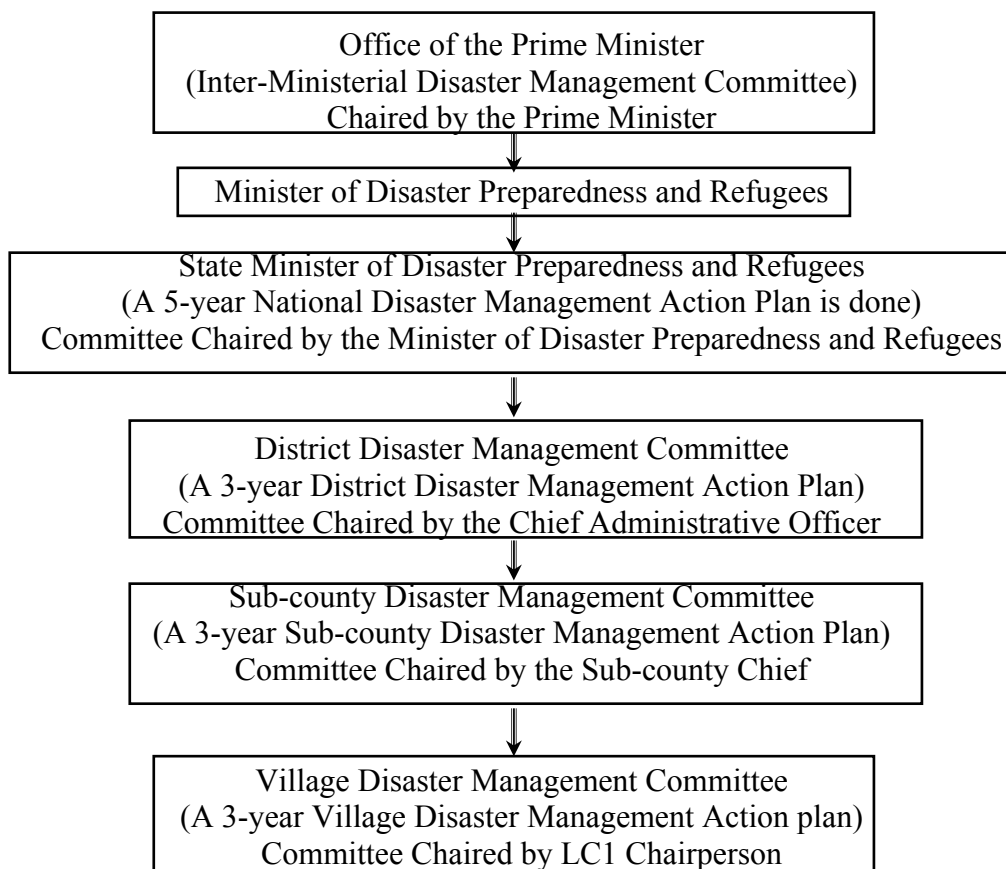 Office of the Prime Minister
(Inter-Ministerial Disaster Management Committee)
Chaired by the Prime Minister
Minister of Disaster Preparedness and Refugees
State Minister of Disaster Preparedness and Refugees
(A 5-year National Disaster Management Action Plan is done)
Committee Chaired by the Minister of Disaster Preparedness and Refugees
District Disaster Management Committee
(A 3-year District Disaster Management Action Plan)
Committee Chaired by the Chief Administrative Officer
Sub-county Disaster Management Committee
(A 3-year Sub-county Disaster Management Action Plan)
Committee Chaired by the Sub-county Chief
Village Disaster Management Committee
(A 3-year Village Disaster Management Action plan)
Committee Chaired by LC1 Chairperson